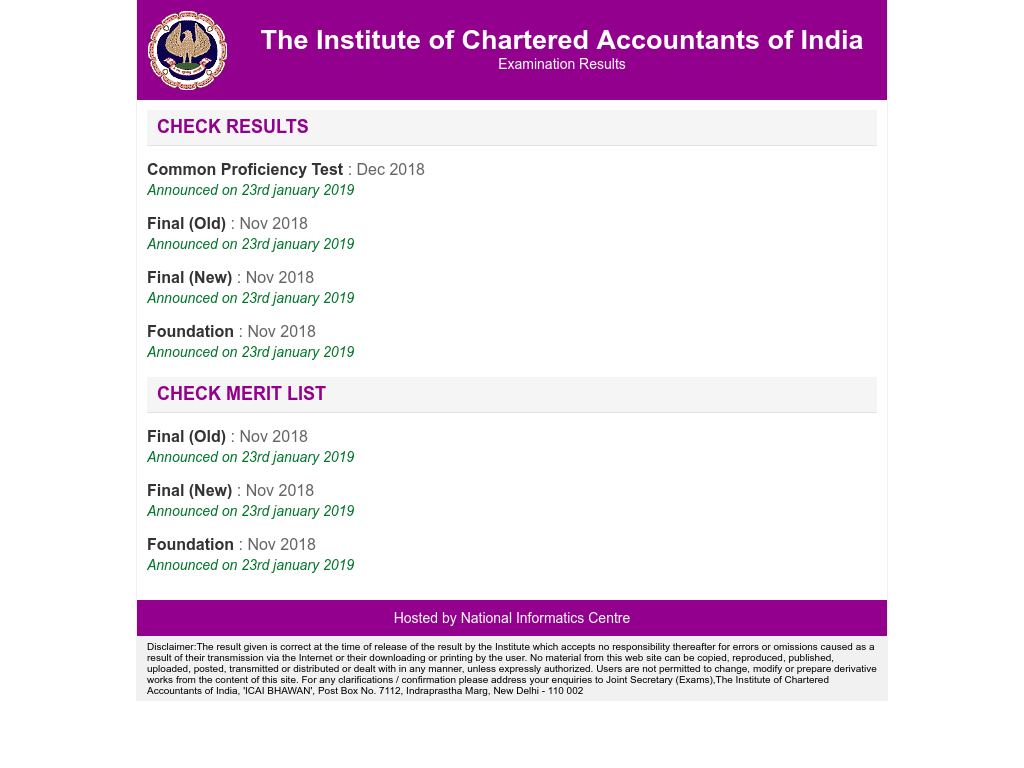 The Institute of Chartered Accountants of India
Examination Results
CHECK RESULTS
Common Proficiency Test : Dec 2018
Announced on 23rd january 2019
Final (Old) : Nov 2018
Announced on 23rd january 2019
Final (New) : Nov 2018
Announced on 23rd january 2019
Foundation : Nov 2018
Announced on 23rd january 2019
CHECK MERIT LIST
Final (Old) : Nov 2018
Announced on 23rd january 2019
Final (New) : Nov 2018
Announced on 23rd january 2019
Foundation : Nov 2018
Announced on 23rd january 2019
Hosted by National Informatics Centre
Disclaimer:The result given is correct at the time of release of the result by the Institute which accepts no responsibility thereafter for errors or omissions caused as a
result of their transmission via the Internet or their downloading or printing by the user. No material from this web site can be copied, reproduced, published,
uploaded, posted, transmitted or distributed or dealt with in any manner, unless expressly authorized. Users are not permitted to change, modify or prepare derivative
works from the content of this site. For any clarifications / confirmation please address your enquiries to Joint Secretary (Exams),The Institute of Chartered
Accountants of India, 'ICAI BHAWAN', Post Box No. 7112, Indraprastha Marg, New Delhi - 110 002